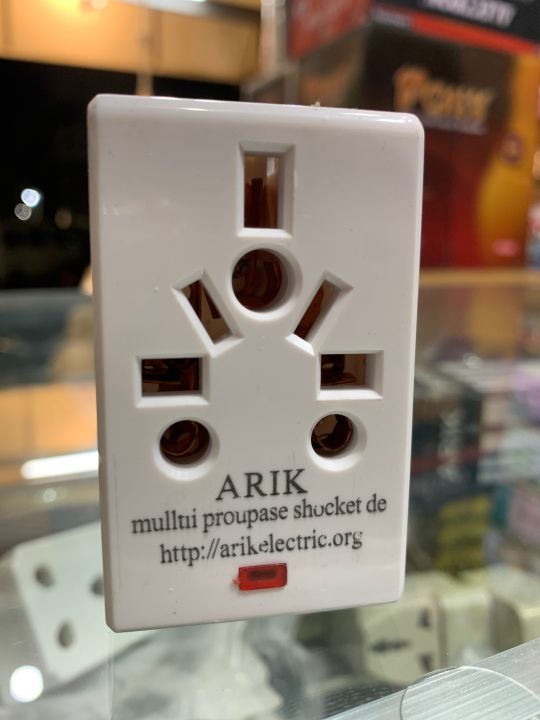 ARIK
mulltui proupase shocket de
http://arikelectric.org